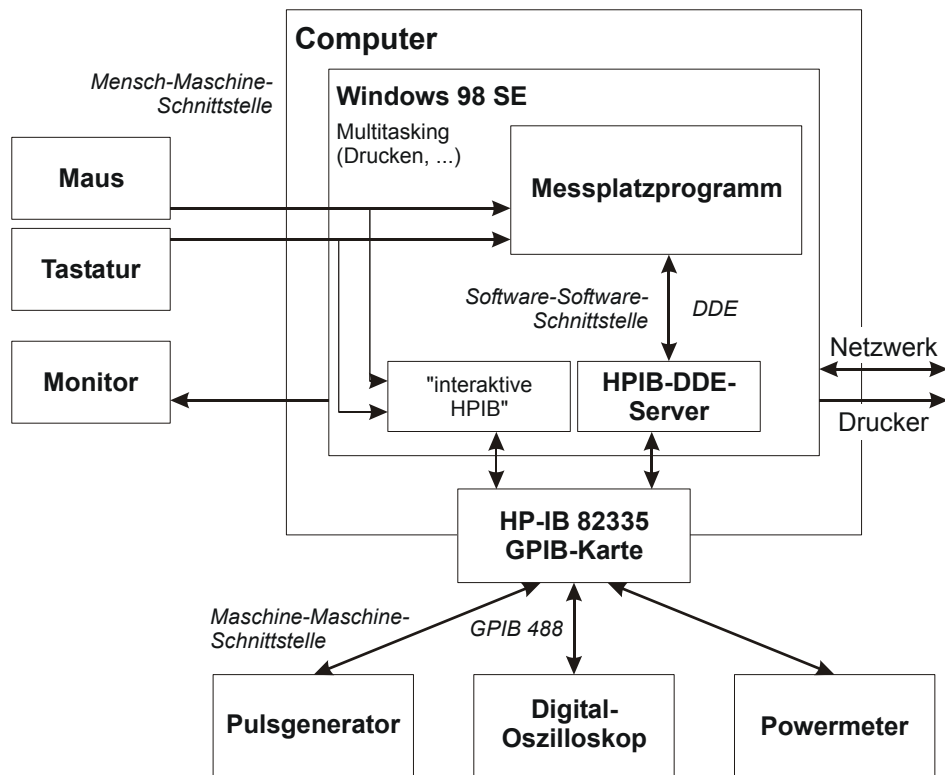 Computer
Mensch-Maschine-
Schnittstelle
Windows 98 SE
Multitasking
(Drucken, ...)
Maus
Messplatzprogramm
Tastatur
Software-Software-
Schnittstelle
DDE
Netzwerk
Monitor
"interaktive
HPIB"
HPIB-DDE-
Server
Drucker
HP-IB 82335
GPIB-Karte
Maschine-Maschine-
Schnittstelle
GPIB 488
Pulsgenerator
Digital-
Oszilloskop
Powermeter